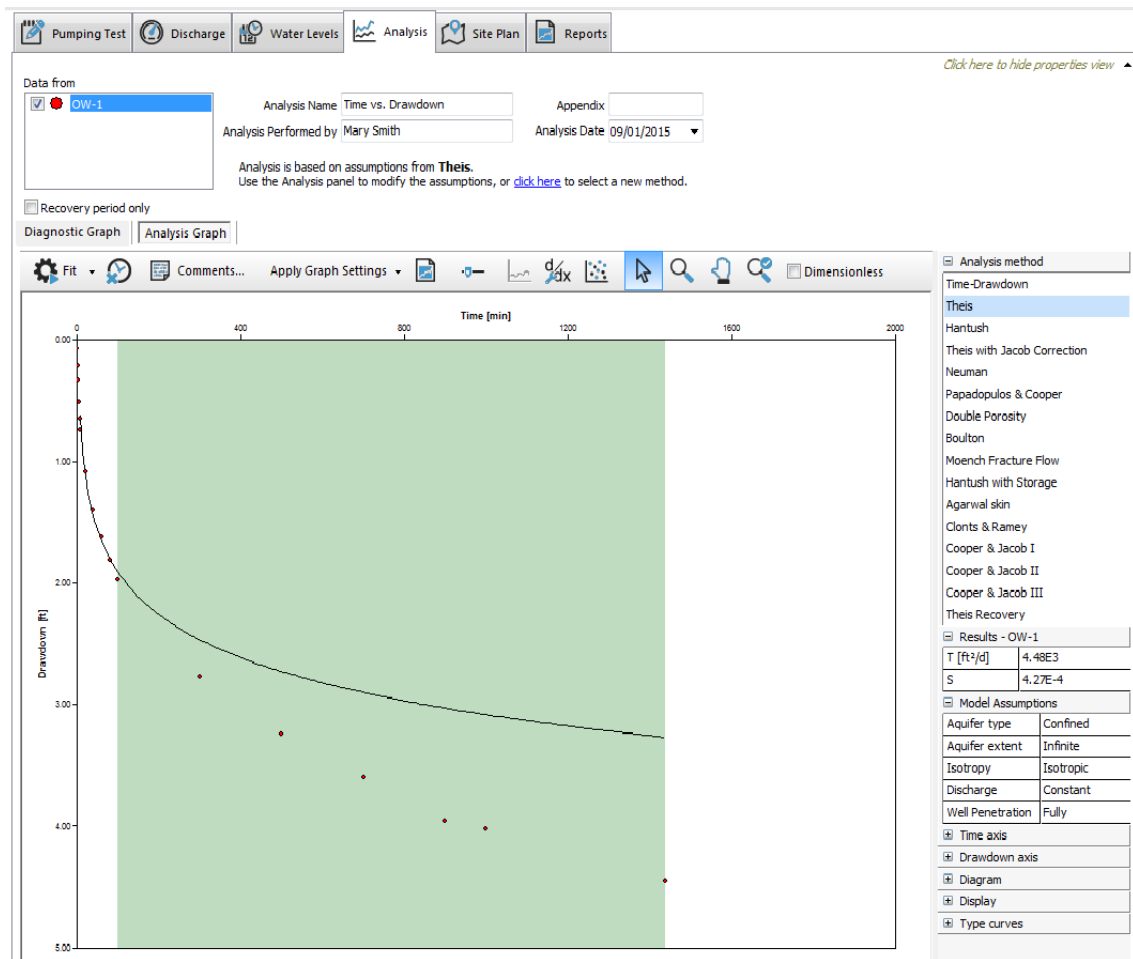 Pumping Test Discharge Water Levels Analysis Site Plan Reports
Click here to hide properties view
Data from
OW-1
Analysis Name Time vs. Drawdown Appendix
Analysis Performed by Mary Smith Analysis Date 09/01/2015
Analysis is based on assumptions from Theis.
Use the Analysis panel to modify the assumptions, or click here to select a new method.
Recovery period only
Diagnostic Graph Analysis Graph
Fit Comments... Apply Graph Settings d/dx Dimensionless
Time [min]
0 400 800 1200 1600 2000
0.00
1.00
2.00
3.00
4.00
5.00
Drawdown [ft]
Analysis method
Time-Drawdown
Theis
Hantush
Theis with Jacob Correction
Neuman
Papadopulos & Cooper
Double Porosity
Boulton
Moench Fracture Flow
Hantush with Storage
Agarwal skin
Clonts & Ramey
Cooper & Jacob I
Cooper & Jacob II
Cooper & Jacob III
Theis Recovery
Results - OW-1
T [ft²/d] 4.48E3
S 4.27E-4
Model Assumptions
Aquifer type Confined
Aquifer extent Infinite
Isotropy Isotropic
Discharge Constant
Well Penetration Fully
Time axis
Drawdown axis
Diagram
Display
Type curves